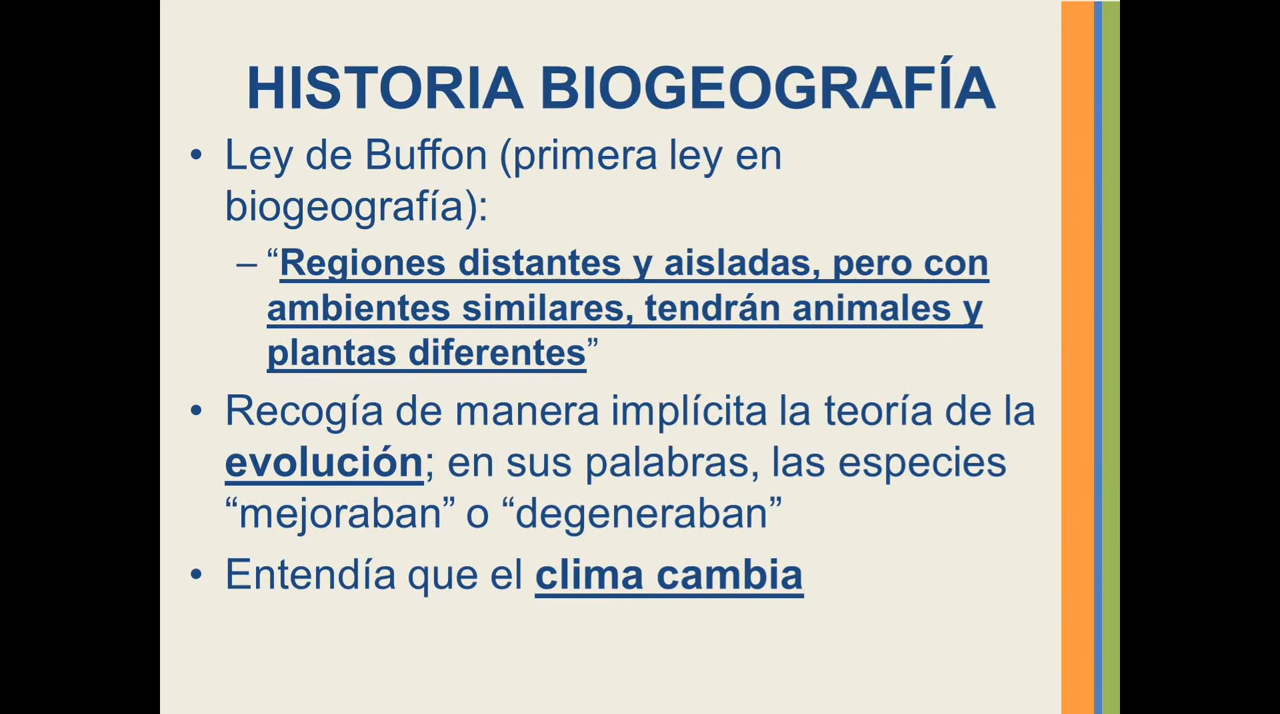 HISTORIA BIOGEOGRAFÍA
• Ley de Buffon (primera ley en
biogeografía):
– “Regiones distantes y aisladas, pero con
ambientes similares, tendrán animales y
plantas diferentes”
• Recogía de manera implícita la teoría de la
evolución; en sus palabras, las especies
“mejoraban” o “degeneraban”
• Entendía que el clima cambia